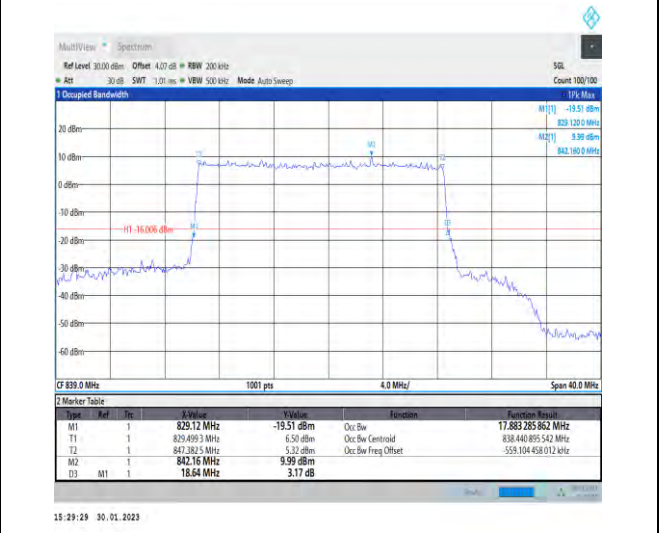 MultiView Spectrum
Ref Level 30.00 dBm Offset 4.07 dB RBW 200 kHz SGL
Att 30 dB SWT 1.01 ms VBW 500 kHz Mode Auto Sweep Count 100/100
1 Occupied Bandwidth 1Pk Max
M1[1] -19.51 dBm
829.120 0 MHz
M2[1] 9.99 dBm
842.160 0 MHz
20 dBm
M2
10 dBm
0 dBm
-10 dBm
D3
H1 -16.006 dBm M1
-20 dBm
-30 dBm
-40 dBm
-50 dBm
-60 dBm
CF 839.0 MHz 1001 pts 4.0 MHz/ Span 40.0 MHz
2 Marker Table
Type Ref Trc X-Value Y-Value Function Function Result
M1 1 829.12 MHz -19.51 dBm Occ Bw 17.883 285 862 MHz
T1 1 829.499 3 MHz 6.50 dBm Occ Bw Centroid 838.440 895 542 MHz
T2 1 847.382 5 MHz 5.32 dBm Occ Bw Freq Offset -559.104 458 012 kHz
M2 1 842.16 MHz 9.99 dBm
D3 M1 1 18.64 MHz 3.17 dB
15:29:29 30.01.2023